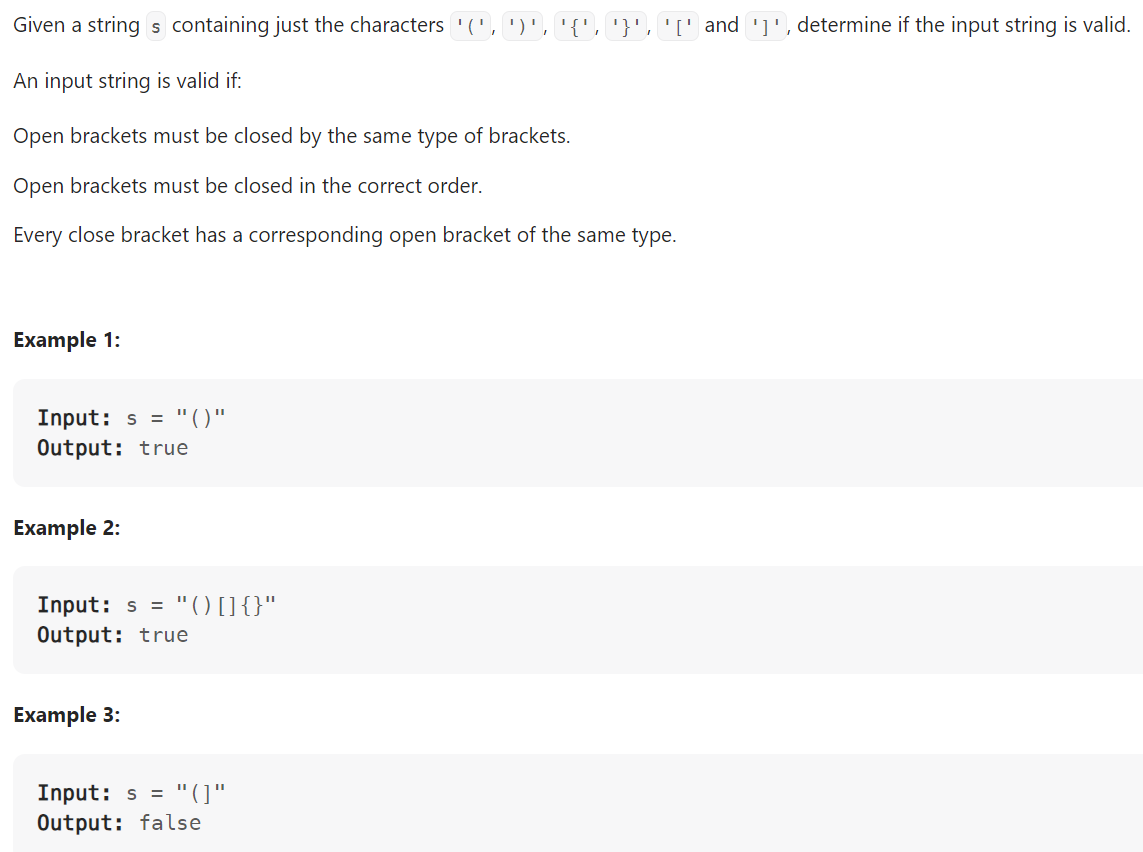 Given a string s containing just the characters '(', ')', '{', '}', '[' and ']', determine if the input string is valid.
An input string is valid if:
Open brackets must be closed by the same type of brackets.
Open brackets must be closed in the correct order.
Every close bracket has a corresponding open bracket of the same type.
Example 1:
Input: s = "()"
Output: true
Example 2:
Input: s = "()[]{}"
Output: true
Example 3:
Input: s = "(]"
Output: false